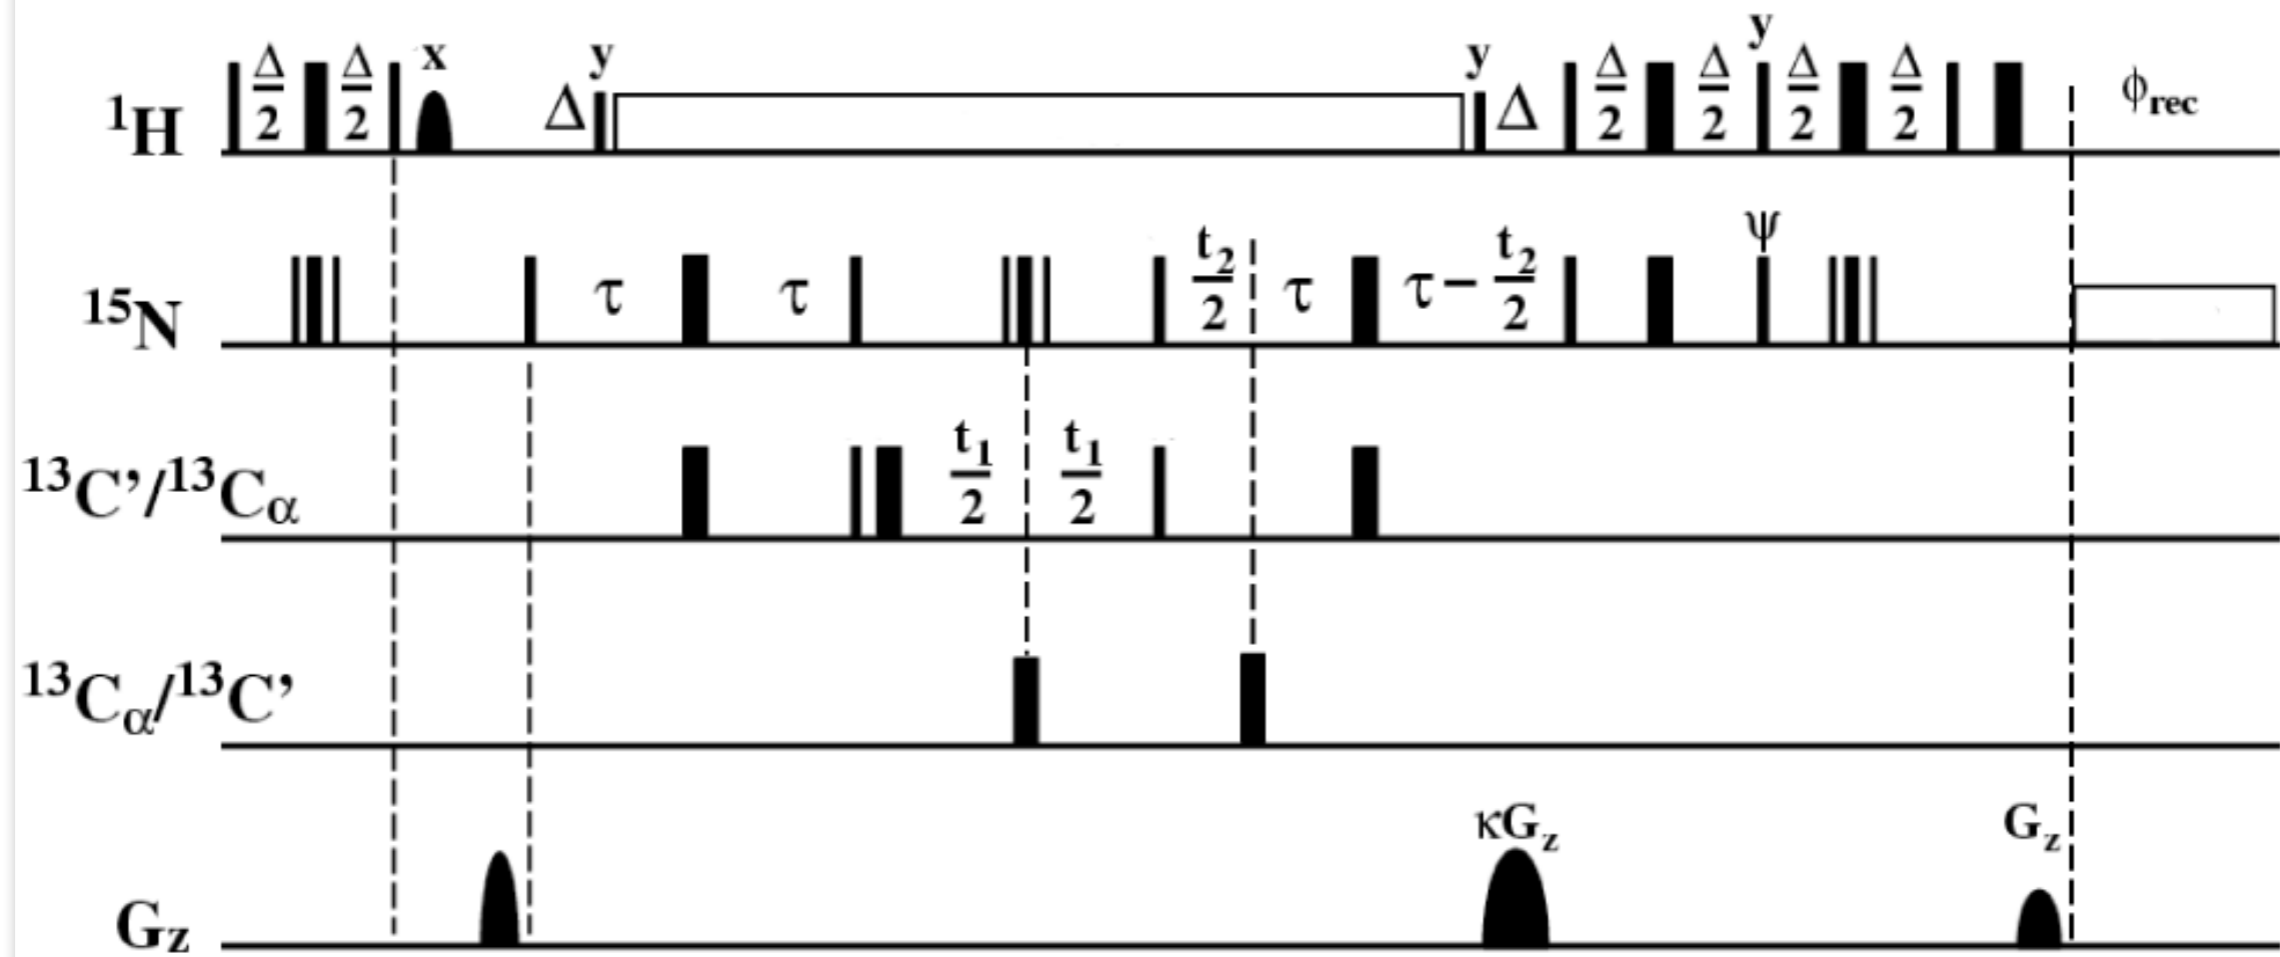 ¹H Δ/2 Δ/2 x Δ y y Δ Δ/2 Δ/2 y Δ/2 Δ/2 ϕrec
¹⁵N τ τ t₂/2 τ τ− t₂/2 ψ
¹³C’/¹³Cα t₁/2 t₁/2
¹³Cα/¹³C’
Gz κGz Gz